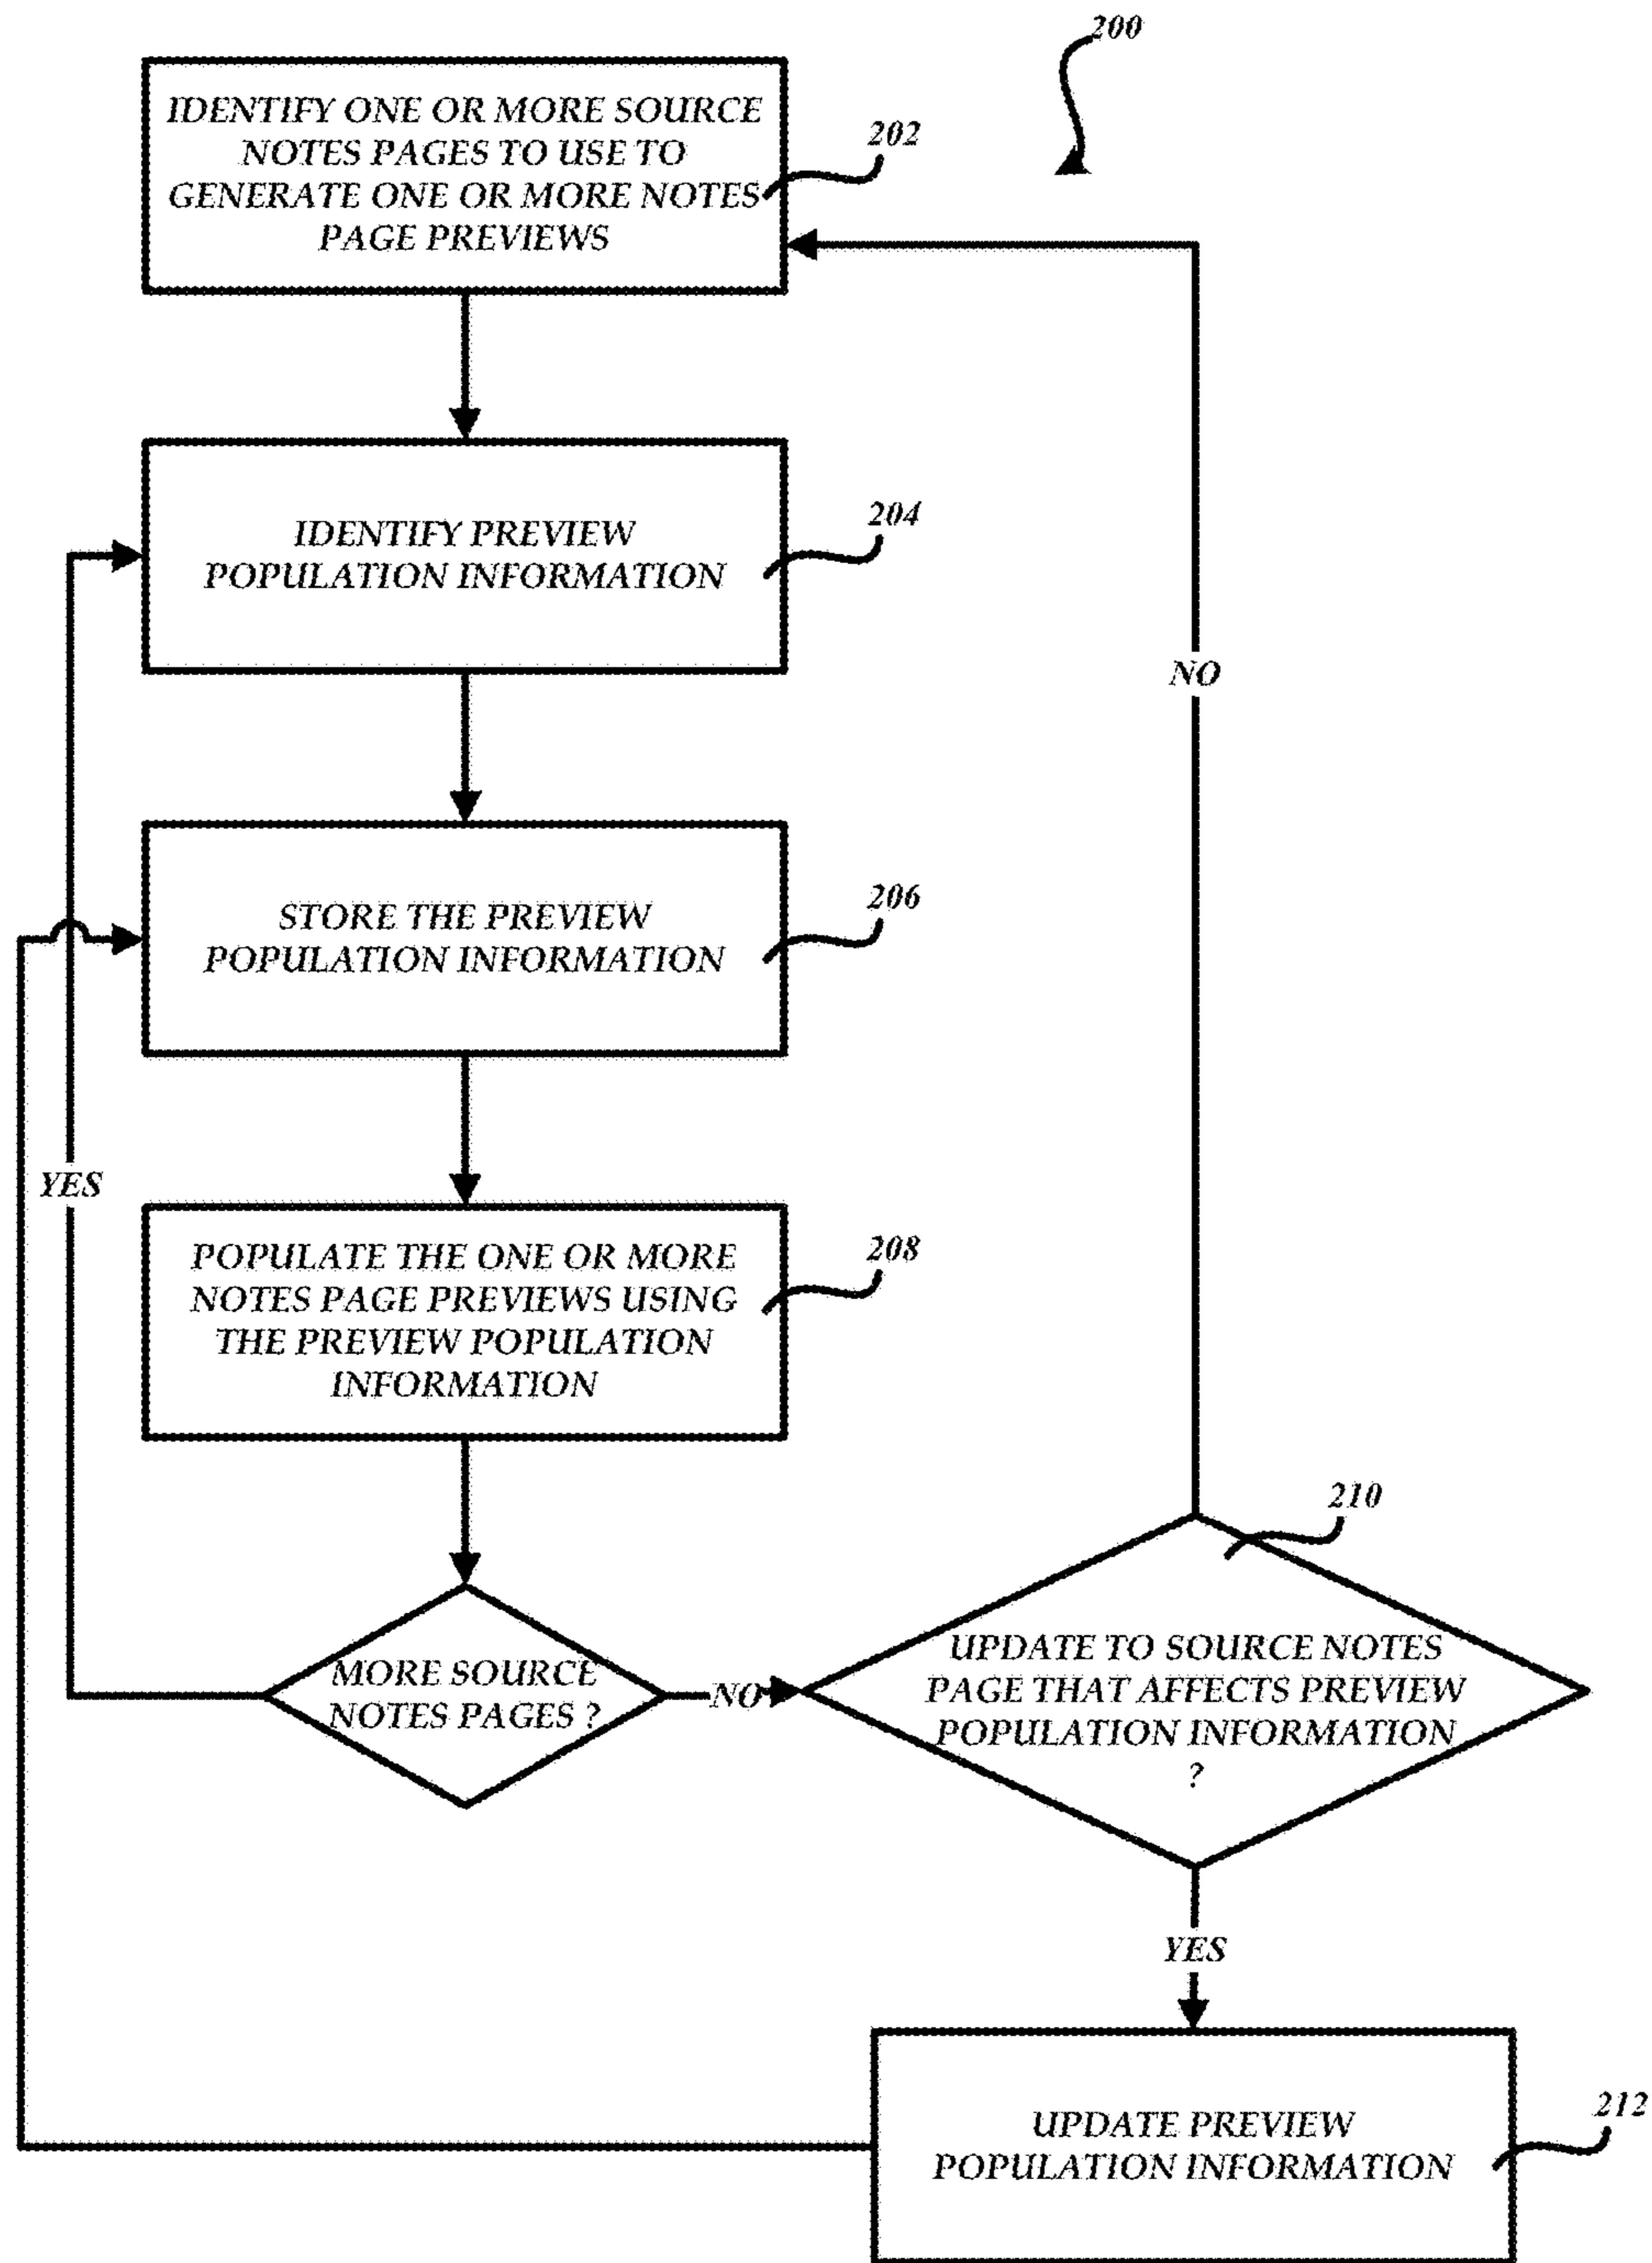 200
IDENTIFY ONE OR MORE SOURCE
NOTES PAGES TO USE TO
GENERATE ONE OR MORE NOTES
PAGE PREVIEWS
202
IDENTIFY PREVIEW
POPULATION INFORMATION
204
NO
STORE THE PREVIEW
POPULATION INFORMATION
206
YES
POPULATE THE ONE OR MORE
NOTES PAGE PREVIEWS USING
THE PREVIEW POPULATION
INFORMATION
208
210
MORE SOURCE
NOTES PAGES ?
NO
UPDATE TO SOURCE NOTES
PAGE THAT AFFECTS PREVIEW
POPULATION INFORMATION
?
YES
UPDATE PREVIEW
POPULATION INFORMATION
212